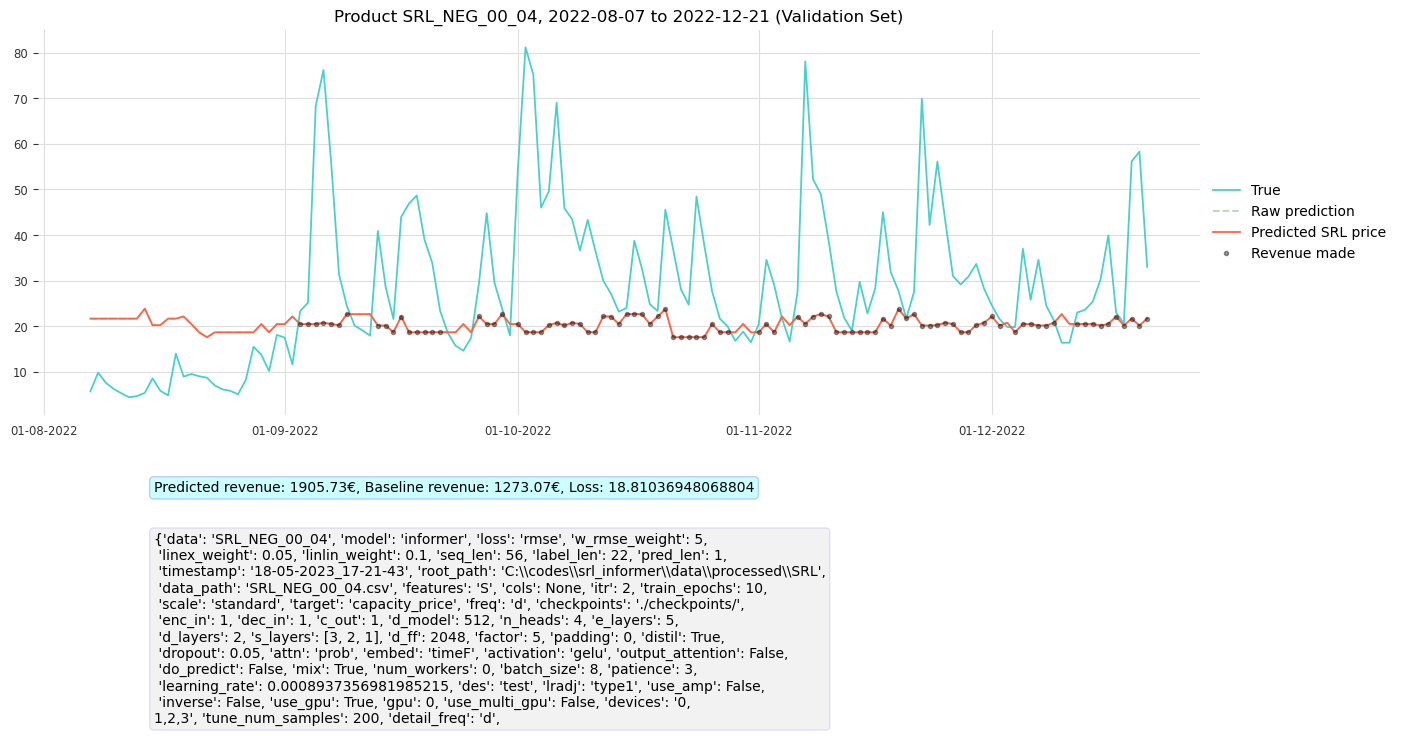 Product SRL_NEG_00_04, 2022-08-07 to 2022-12-21 (Validation Set)
80
70
60
50
40
30
20
10
01-08-2022
01-09-2022
01-10-2022
01-11-2022
01-12-2022
True
Raw prediction
Predicted SRL price
Revenue made
Predicted revenue: 1905.73€, Baseline revenue: 1273.07€, Loss: 18.81036948068804
{'data': 'SRL_NEG_00_04', 'model': 'informer', 'loss': 'rmse', 'w_rmse_weight': 5,
'linex_weight': 0.05, 'linlin_weight': 0.1, 'seq_len': 56, 'label_len': 22, 'pred_len': 1,
'timestamp': '18-05-2023_17-21-43', 'root_path': 'C:\\codes\\srl_informer\\data\\processed\\SRL',
'data_path': 'SRL_NEG_00_04.csv', 'features': 'S', 'cols': None, 'itr': 2, 'train_epochs': 10,
'scale': 'standard', 'target': 'capacity_price', 'freq': 'd', 'checkpoints': './checkpoints/',
'enc_in': 1, 'dec_in': 1, 'c_out': 1, 'd_model': 512, 'n_heads': 4, 'e_layers': 5,
'd_layers': 2, 's_layers': [3, 2, 1], 'd_ff': 2048, 'factor': 5, 'padding': 0, 'distil': True,
'dropout': 0.05, 'attn': 'prob', 'embed': 'timeF', 'activation': 'gelu', 'output_attention': False,
'do_predict': False, 'mix': True, 'num_workers': 0, 'batch_size': 8, 'patience': 3,
'learning_rate': 0.0008937356981985215, 'des': 'test', 'lradj': 'type1', 'use_amp': False,
'inverse': False, 'use_gpu': True, 'gpu': 0, 'use_multi_gpu': False, 'devices': '0,
1,2,3', 'tune_num_samples': 200, 'detail_freq': 'd',